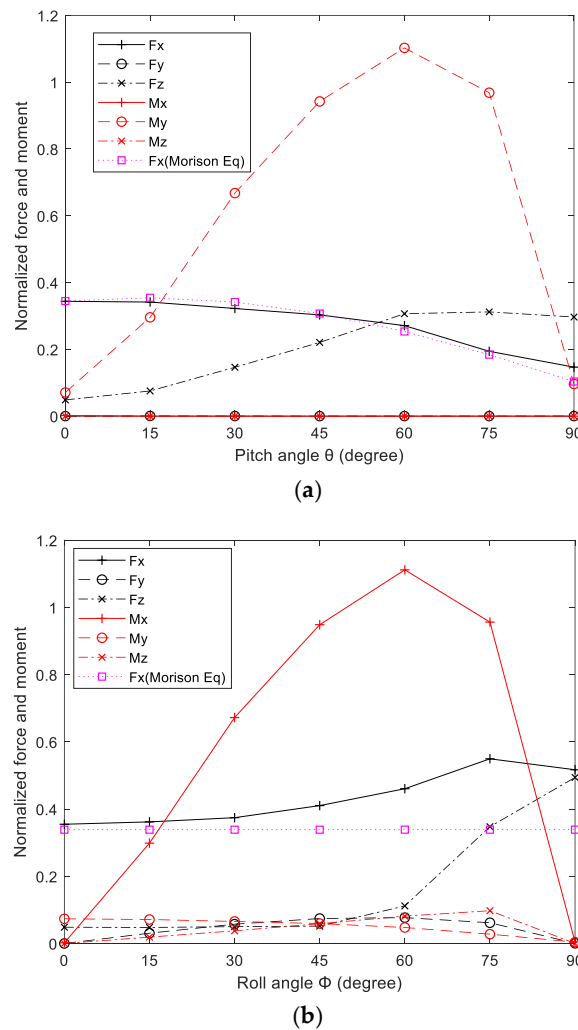 1.2
1
0.8
0.6
0.4
0.2
0
Normalized force and moment
Fx
Fy
Fz
Mx
My
Mz
Fx(Morison Eq)
0 15 30 45 60 75 90
Pitch angle θ (degree)
(a)
1.2
1
0.8
0.6
0.4
0.2
0
Normalized force and moment
Fx
Fy
Fz
Mx
My
Mz
Fx(Morison Eq)
0 15 30 45 60 75 90
Roll angle Φ (degree)
(b)